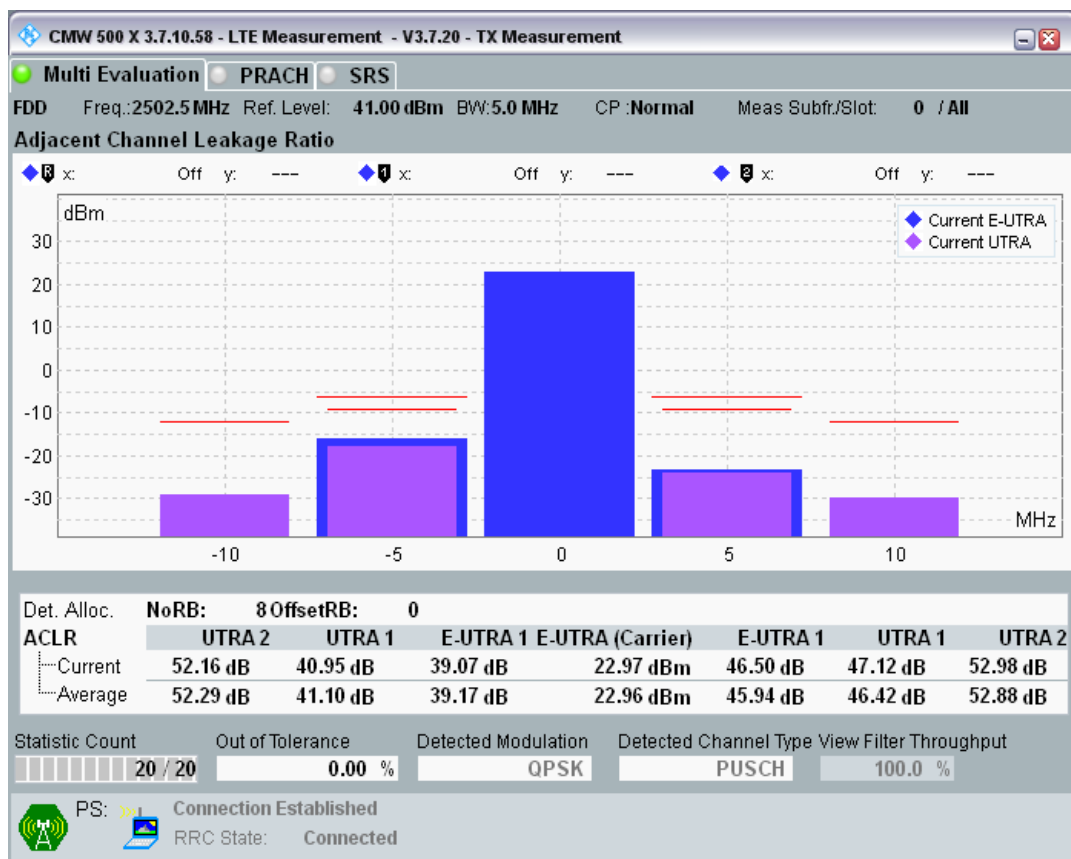 CMW 500 X 3.7.10.58 - LTE Measurement - V3.7.20 - TX Measurement
Multi Evaluation PRACH SRS
FDD Freq.:2502.5 MHz Ref. Level: 41.00 dBm BW:5.0 MHz CP :Normal Meas Subfr./Slot: 0 / All
Adjacent Channel Leakage Ratio
R x: Off y: --- 1 x: Off y: --- 2 x: Off y: ---
dBm
Current E-UTRA
Current UTRA
30
20
10
0
-10
-20
-30
MHz
-10 -5 0 5 10
Det. Alloc. NoRB: 8 OffsetRB: 0
ACLR UTRA 2 UTRA 1 E-UTRA 1 E-UTRA (Carrier) E-UTRA 1 UTRA 1 UTRA 2
Current 52.16 dB 40.95 dB 39.07 dB 22.97 dBm 46.50 dB 47.12 dB 52.98 dB
Average 52.29 dB 41.10 dB 39.17 dB 22.96 dBm 45.94 dB 46.42 dB 52.88 dB
Statistic Count Out of Tolerance Detected Modulation Detected Channel Type View Filter Throughput
20 / 20 0.00 % QPSK PUSCH 100.0 %
PS: Connection Established
RRC State: Connected